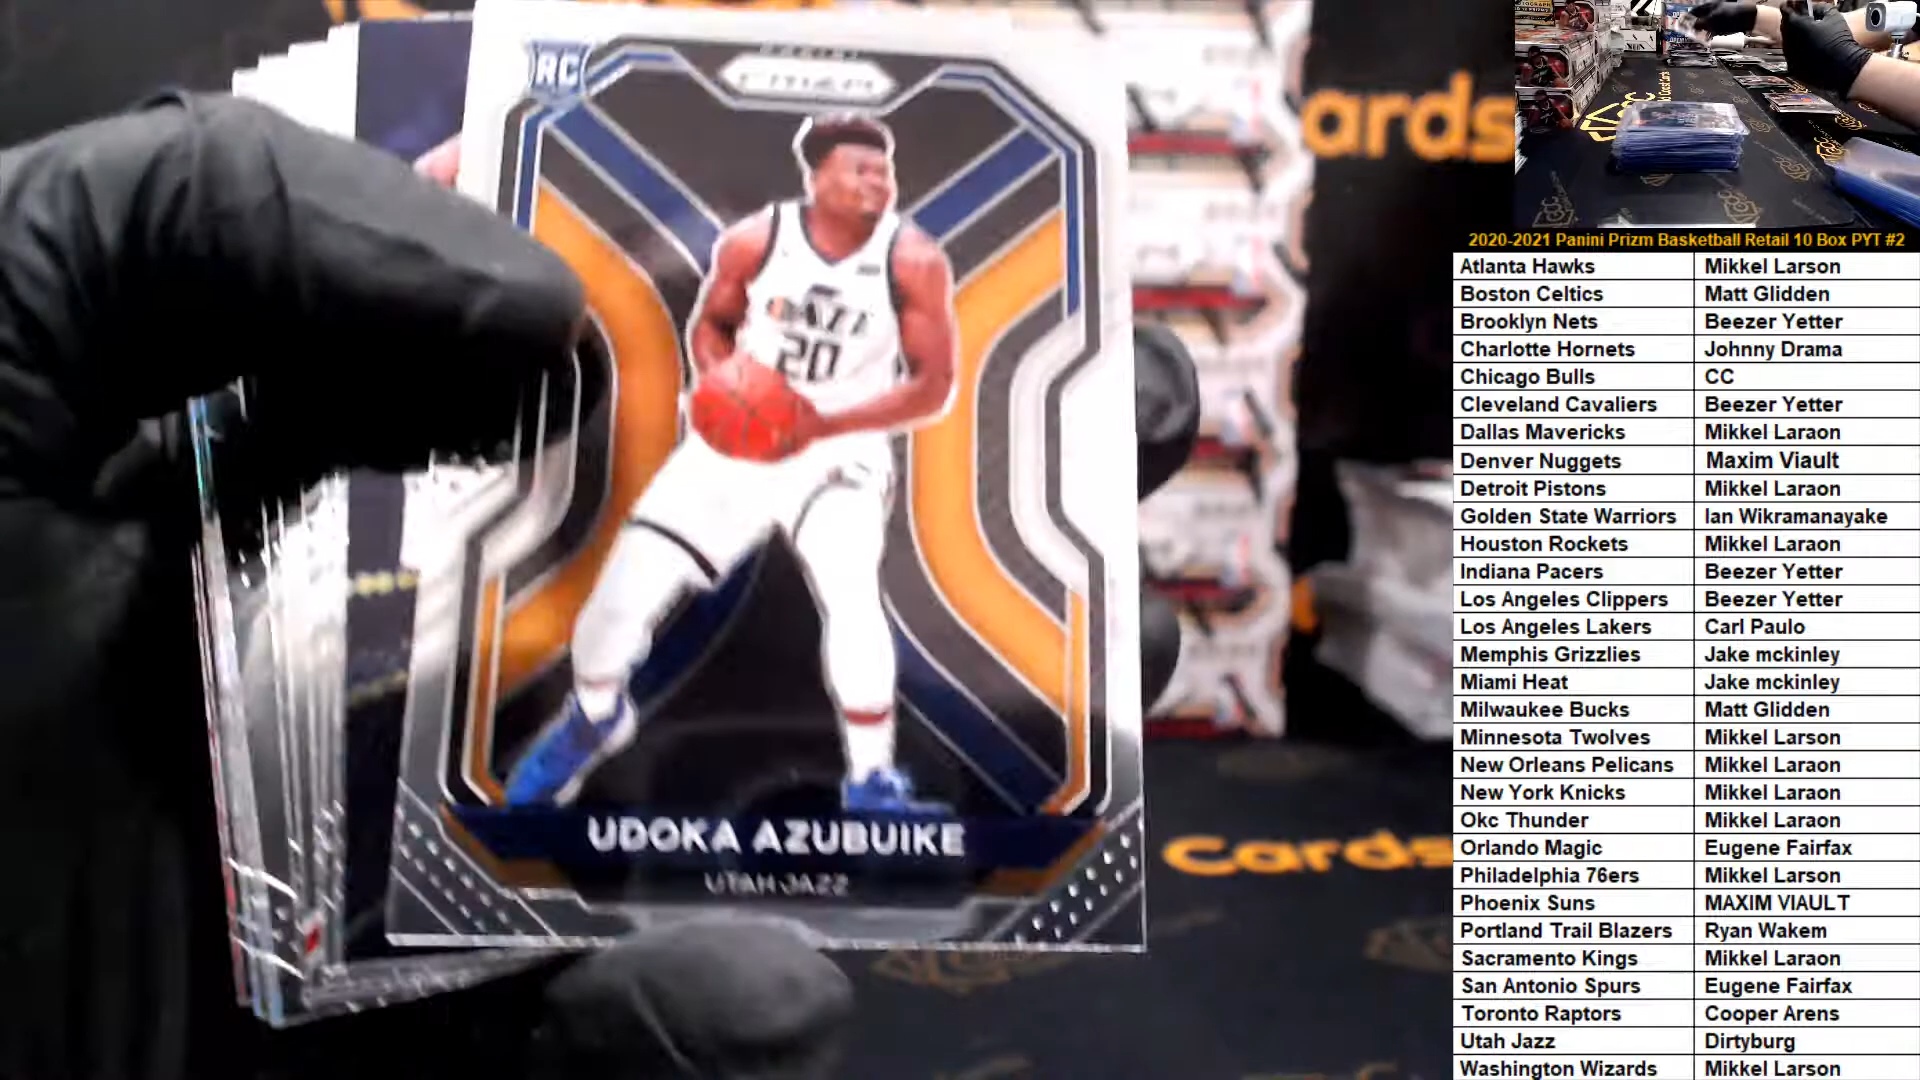 RC
PANINI
PRIZM
JAZZ
20
UDOKA AZUBUIKE
UTAH JAZZ
ards
Cards
2020-2021 Panini Prizm Basketball Retail 10 Box PYT #2
Atlanta Hawks Mikkel Larson
Boston Celtics Matt Glidden
Brooklyn Nets Beezer Yetter
Charlotte Hornets Johnny Drama
Chicago Bulls CC
Cleveland Cavaliers Beezer Yetter
Dallas Mavericks Mikkel Laraon
Denver Nuggets Maxim Viault
Detroit Pistons Mikkel Laraon
Golden State Warriors Ian Wikramanayake
Houston Rockets Mikkel Laraon
Indiana Pacers Beezer Yetter
Los Angeles Clippers Beezer Yetter
Los Angeles Lakers Carl Paulo
Memphis Grizzlies Jake mckinley
Miami Heat Jake mckinley
Milwaukee Bucks Matt Glidden
Minnesota Twolves Mikkel Larson
New Orleans Pelicans Mikkel Laraon
New York Knicks Mikkel Laraon
Okc Thunder Mikkel Laraon
Orlando Magic Eugene Fairfax
Philadelphia 76ers Mikkel Larson
Phoenix Suns MAXIM VIAULT
Portland Trail Blazers Ryan Wakem
Sacramento Kings Mikkel Laraon
San Antonio Spurs Eugene Fairfax
Toronto Raptors Cooper Arens
Utah Jazz Dirtyburg
Washington Wizards Mikkel Larson